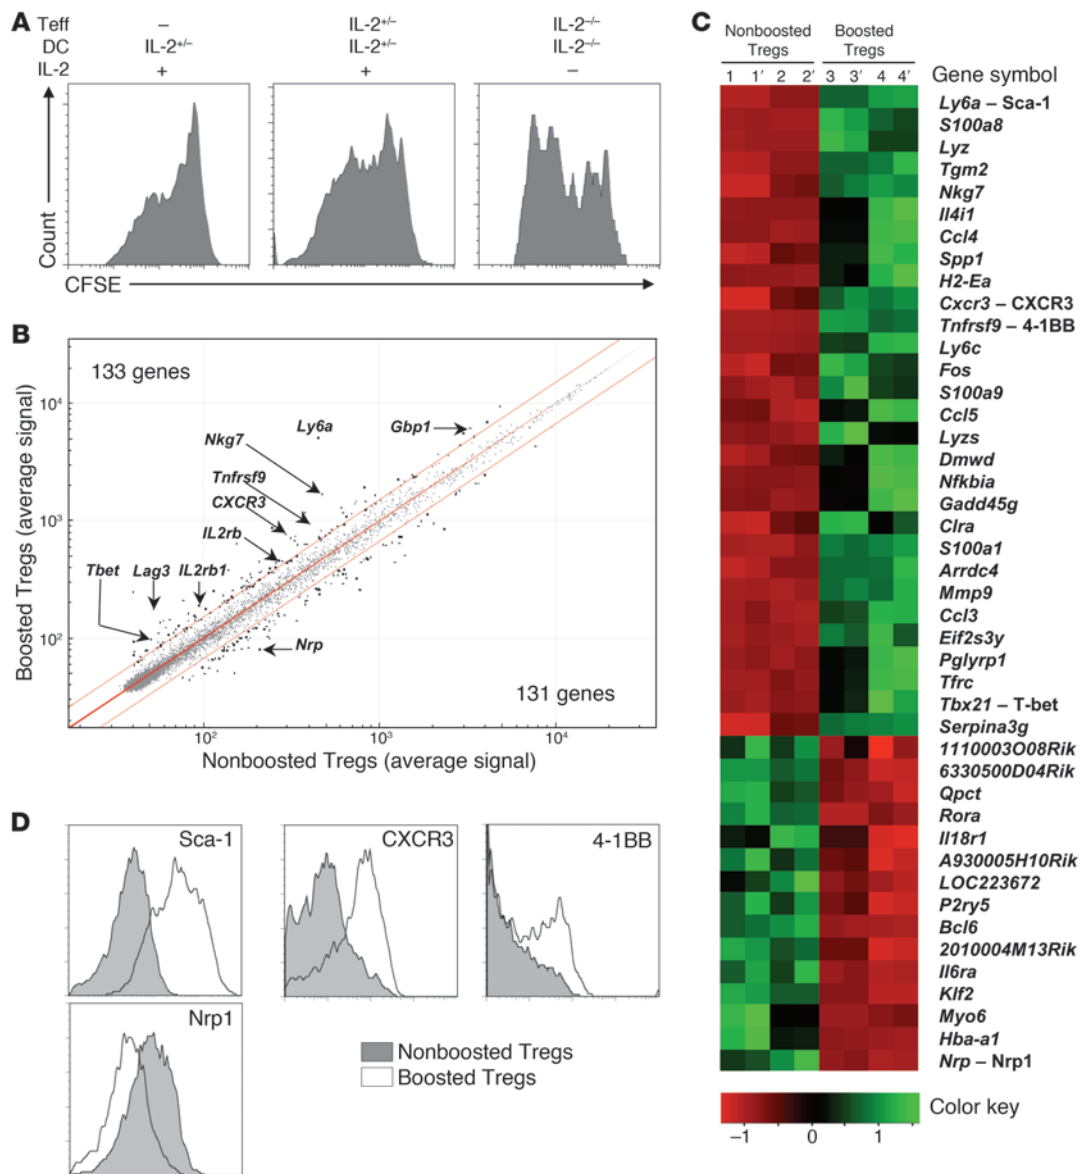 A
Teff – IL-2+/– IL-2–/–
DC IL-2+/– IL-2+/– IL-2–/–
IL-2 + + –
Count
CFSE
B
133 genes
Ly6a
Gbp1
Nkg7
Tnfrsf9
CXCR3
IL2rb
Tbet
Lag3
IL2rb1
Nrp
131 genes
Boosted Tregs (average signal)
10⁴
10³
10²
10² 10³ 10⁴
Nonboosted Tregs (average signal)
C
Nonboosted Tregs
Boosted Tregs
1 1′ 2 2′ 3 3′ 4 4′
Gene symbol
Ly6a – Sca-1
S100a8
Lyz
Tgm2
Nkg7
Il4i1
Ccl4
Spp1
H2-Ea
Cxcr3 – CXCR3
Tnfrsf9 – 4-1BB
Ly6c
Fos
S100a9
Ccl5
Lyzs
Dmwd
Nfkbia
Gadd45g
Clra
S100a1
Arrdc4
Mmp9
Ccl3
Eif2s3y
Pglyrp1
Tfrc
Tbx21 – T-bet
Serpina3g
1110003O08Rik
6330500D04Rik
Qpct
Rora
Il18r1
A930005H10Rik
LOC223672
P2ry5
Bcl6
2010004M13Rik
Il6ra
Klf2
Myo6
Hba-a1
Nrp – Nrp1
Color key
–1 0 1
D
Sca-1
CXCR3
4-1BB
Nrp1
Nonboosted Tregs
Boosted Tregs